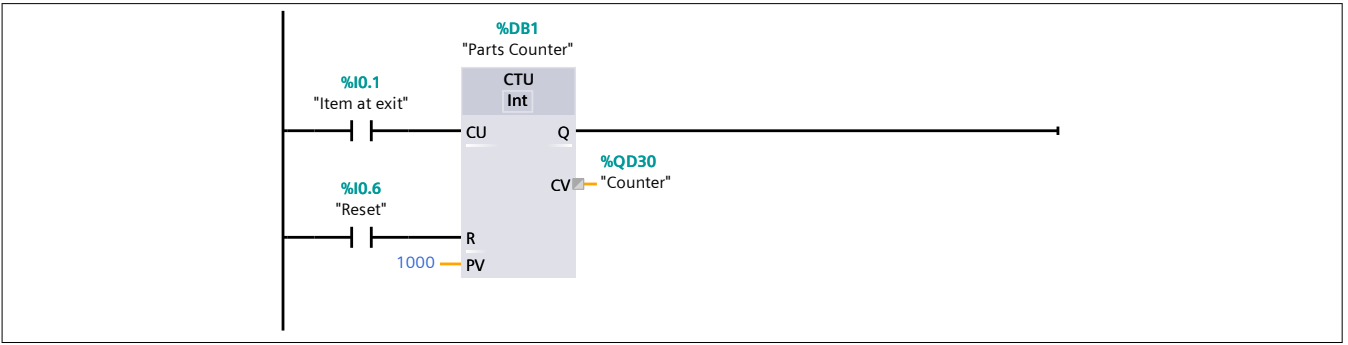 %DB1
"Parts Counter"
%I0.1
"Item at exit"
CTU
Int
CU
Q
%QD30
CV
"Counter"
%I0.6
"Reset"
R
1000
PV